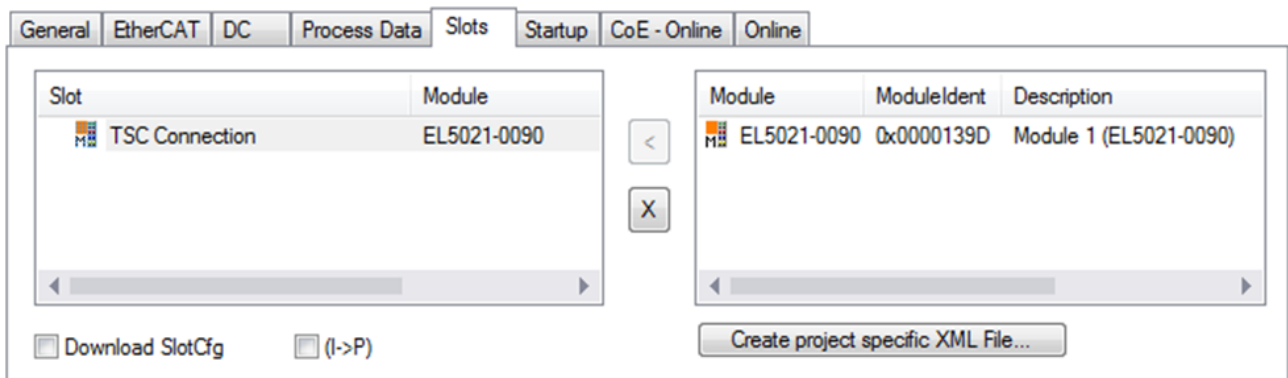 General EtherCAT DC Process Data Slots Startup CoE - Online Online
Slot Module
TSC Connection EL5021-0090
<
X
Module ModuleIdent Description
EL5021-0090 0x0000139D Module 1 (EL5021-0090)
Download SlotCfg (I->P)
Create project specific XML File...